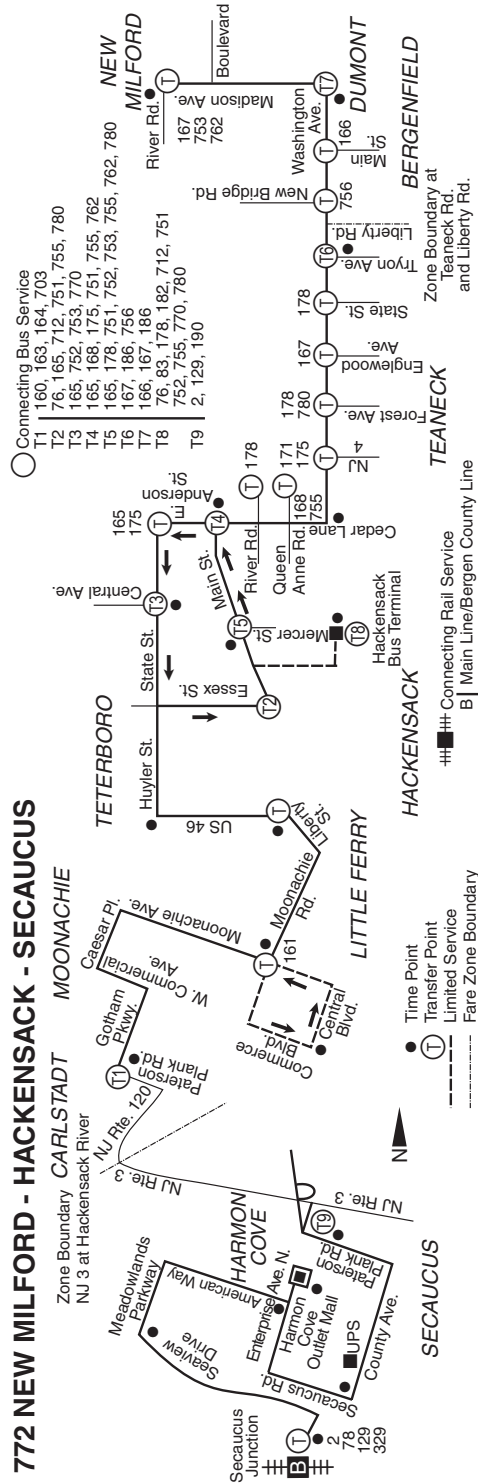 772 NEW MILFORD - HACKENSACK - SECAUCUS
Zone Boundary
NJ 3 at Hackensack River
CARLSTADT
MOONACHIE
TETERBORO
Connecting Bus Service
T1 160, 163, 164, 703
T2 76, 165, 712, 751, 755, 780
T3 165, 752, 753, 770
T4 165, 168, 175, 751, 755, 762
T5 165, 178, 751, 752, 753, 755, 762, 780
T6 167, 186, 756
T7 166, 167, 186
T8 76, 83, 178, 182, 712, 751
752, 755, 770, 780
T9 2, 129, 190
NEW
MILFORD
Secaucus
Junction
B
T
2
78
129
329
Seaview
Drive
Meadowlands
Parkway
American Way
HARMON
COVE
Enterprise Ave. N.
Harmon
Cove
Outlet Mall
UPS
Secaucus Rd.
County Ave.
Paterson
Plank Rd.
T9
SECAUCUS
NJ Rte. 3
NJ Rte. 3
NJ Rte. 120
T1
Paterson
Plank Rd.
Gotham
Pkwy.
W. Commercial
Ave.
Caesar Pl.
Moonachie Ave.
T
161
Commerce
Blvd.
Central
Blvd.
Moonachie
Rd.
Liberty
St.
T
LITTLE FERRY
US 46
Huyler St.
State St.
Essex St.
T2
Central Ave.
T3
165
175
T
E.
Anderson
St.
T4
Main St.
T5
Mercer St.
T8
Hackensack
Bus Terminal
HACKENSACK
River Rd.
T
178
Queen
Anne Rd.
T
171
175
168
755
Cedar Lane
T
NJ
4
TEANECK
178
780
T
Forest Ave.
167
T
Englewood
Ave.
178
T
State St.
T6
Tryon Ave.
Liberty Rd.
Zone Boundary at
Teaneck Rd.
and Liberty Rd.
New Bridge Rd.
T
756
T
166
Main
St.
BERGENFIELD
Washington
Ave.
T7
DUMONT
Madison Ave.
Boulevard
River Rd.
T
167
753
762
N
Time Point
T Transfer Point
Limited Service
Fare Zone Boundary
Connecting Rail Service
B Main Line/Bergen County Line